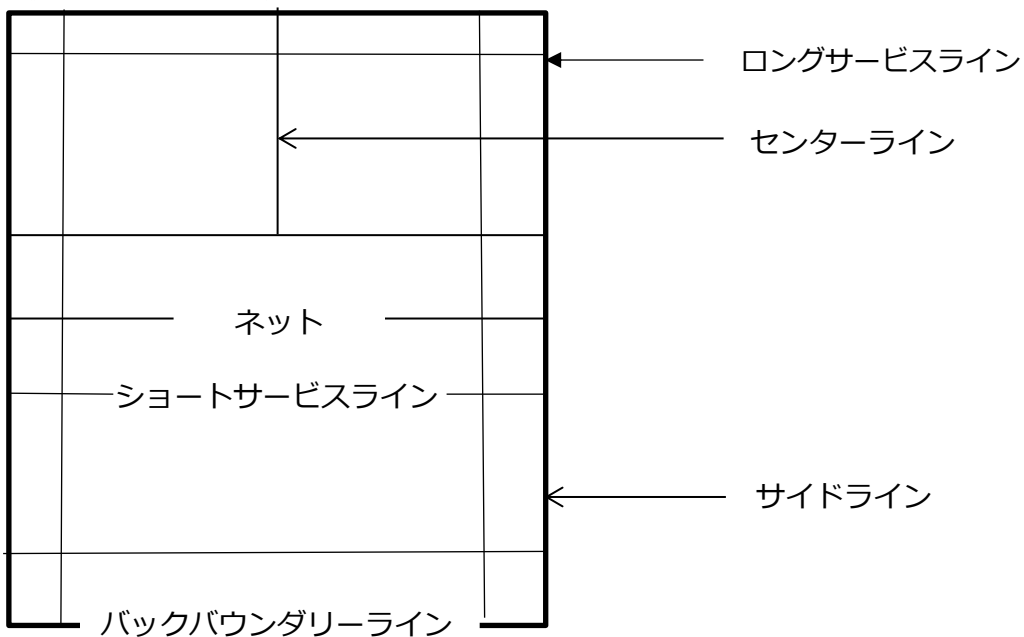 ロングサービスライン
センターライン
ネット
ショートサービスライン
サイドライン
バックバウンダリーライン